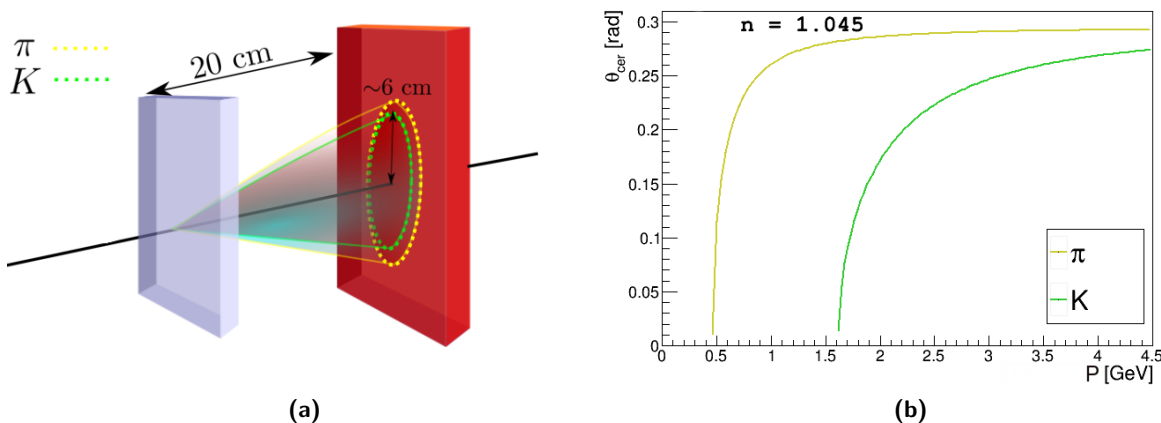 π
K
20 cm
~6 cm
(a)
n = 1.045
θcer [rad]
0.3
0.25
0.2
0.15
0.1
0.05
0
π
K
0 0.5 1 1.5 2 2.5 3 3.5 4 4.5
P [GeV]
(b)